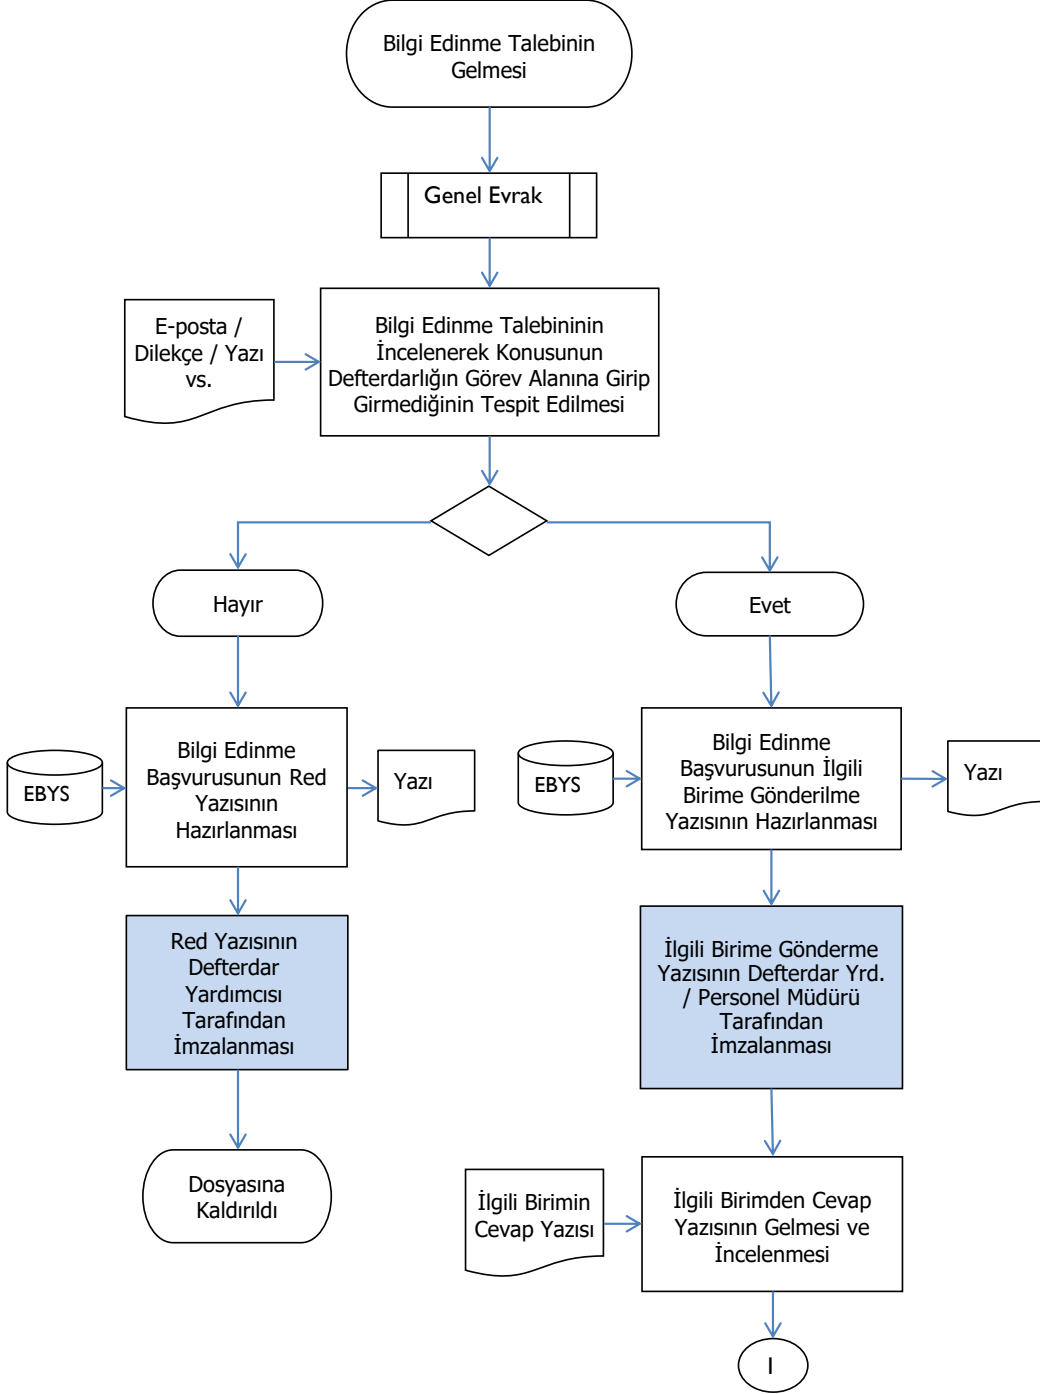 Bilgi Edinme Talebinin
Gelmesi
Genel Evrak
E-posta /
Dilekçe / Yazı
vs.
Bilgi Edinme Talebininin
İncelenerek Konusunun
Defterdarlığın Görev Alanına Girip
Girmediğinin Tespit Edilmesi
Hayır
Evet
EBYS
Bilgi Edinme
Başvurusunun Red
Yazısının
Hazırlanması
Yazı
EBYS
Bilgi Edinme
Başvurusunun İlgili
Birime Gönderilme
Yazısının Hazırlanması
Yazı
Red Yazısının
Defterdar
Yardımcısı
Tarafından
İmzalanması
İlgili Birime Gönderme
Yazısının Defterdar Yrd.
/ Personel Müdürü
Tarafından
İmzalanması
Dosyasına
Kaldırıldı
İlgili Birimin
Cevap Yazısı
İlgili Birimden Cevap
Yazısının Gelmesi ve
İncelenmesi
I